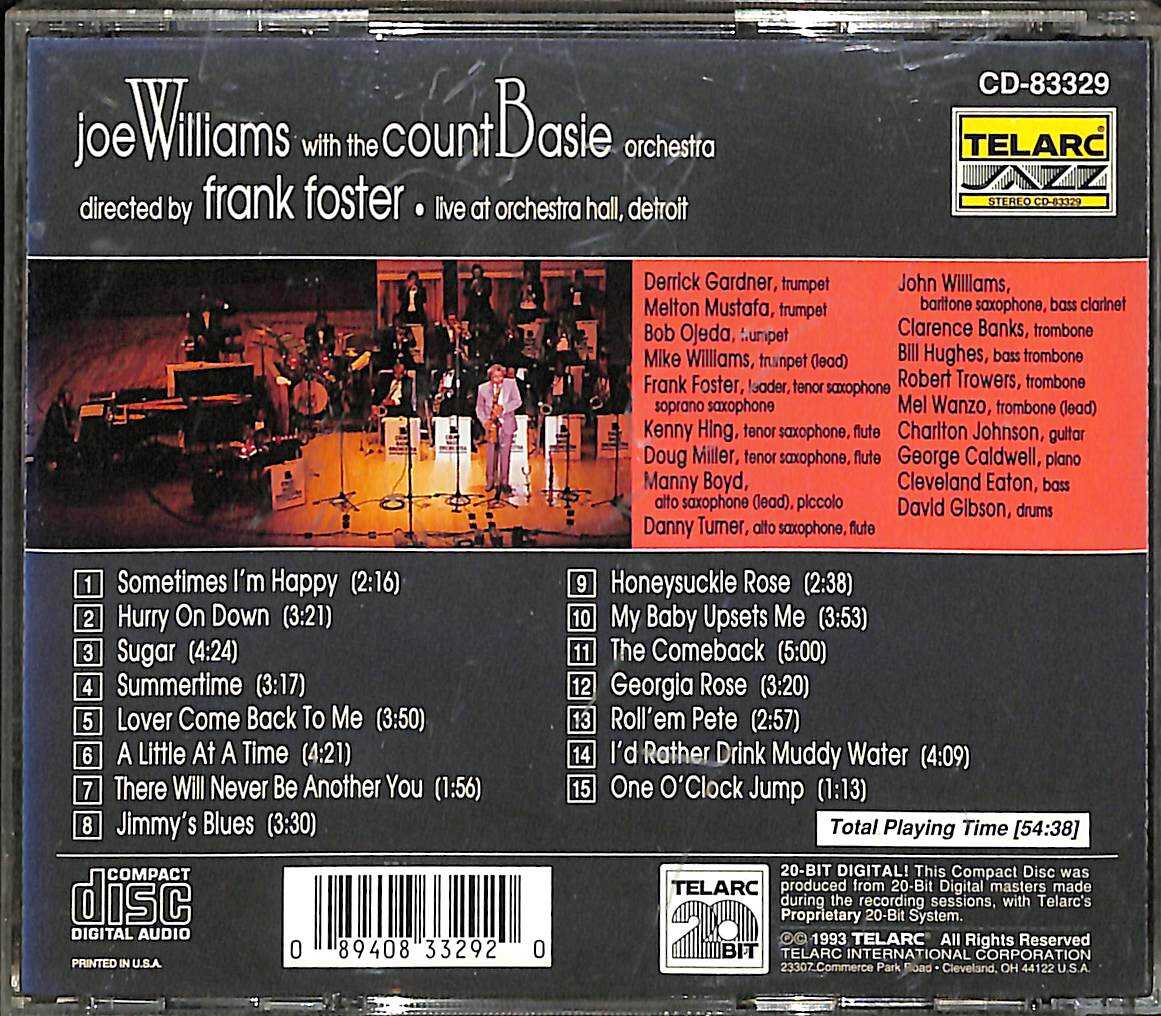 CD-83329
joe Williams with the count Basie orchestra
directed by frank foster • live at orchestra hall, detroit
TELARC®
JAZZ
STEREO CD-83329
Derrick Gardner, trumpet
Melton Mustafa, trumpet
Bob Ojeda, trumpet
Mike Williams, trumpet (lead)
Frank Foster, leader, tenor saxophone
soprano saxophone
Kenny Hing, tenor saxophone, flute
Doug Miller, tenor saxophone, flute
Manny Boyd,
alto saxophone (lead), piccolo
Danny Turner, alto saxophone, flute
John Williams,
baritone saxophone, bass clarinet
Clarence Banks, trombone
Bill Hughes, bass trombone
Robert Trowers, trombone
Mel Wanzo, trombone (lead)
Charlton Johnson, guitar
George Caldwell, piano
Cleveland Eaton, bass
David Gibson, drums
1 Sometimes I'm Happy (2:16)
2 Hurry On Down (3:21)
3 Sugar (4:24)
4 Summertime (3:17)
5 Lover Come Back To Me (3:50)
6 A Little At A Time (4:21)
7 There Will Never Be Another You (1:56)
8 Jimmy's Blues (3:30)
9 Honeysuckle Rose (2:38)
10 My Baby Upsets Me (3:53)
11 The Comeback (5:00)
12 Georgia Rose (3:20)
13 Roll'em Pete (2:57)
14 I'd Rather Drink Muddy Water (4:09)
15 One O'Clock Jump (1:13)
Total Playing Time [54:38]
COMPACT
disc
DIGITAL AUDIO
PRINTED IN U.S.A.
0 89408 33292 0
TELARC
20
BIT
20-BIT DIGITAL! This Compact Disc was
produced from 20-Bit Digital masters made
during the recording sessions, with Telarc's
Proprietary 20-Bit System.
℗© 1993 TELARC® All Rights Reserved
TELARC INTERNATIONAL CORPORATION
23307 Commerce Park Road • Cleveland, OH 44122 U.S.A.